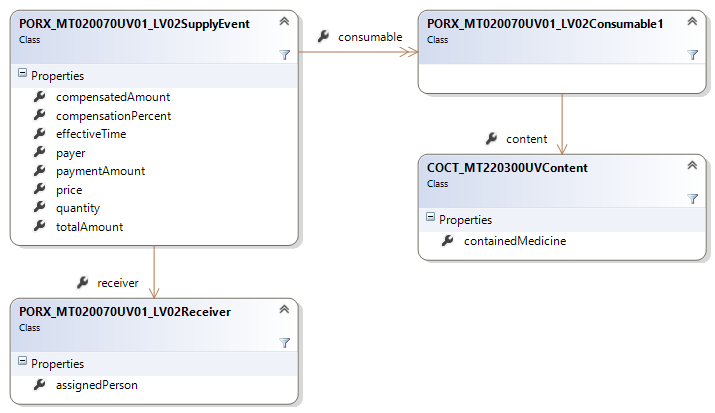 PORX_MT020070UV01_LV02SupplyEvent
Class
Properties
compensatedAmount
compensationPercent
effectiveTime
payer
paymentAmount
price
quantity
totalAmount
consumable
PORX_MT020070UV01_LV02Consumable1
Class
content
COCT_MT220300UVContent
Class
Properties
containedMedicine
receiver
PORX_MT020070UV01_LV02Receiver
Class
Properties
assignedPerson